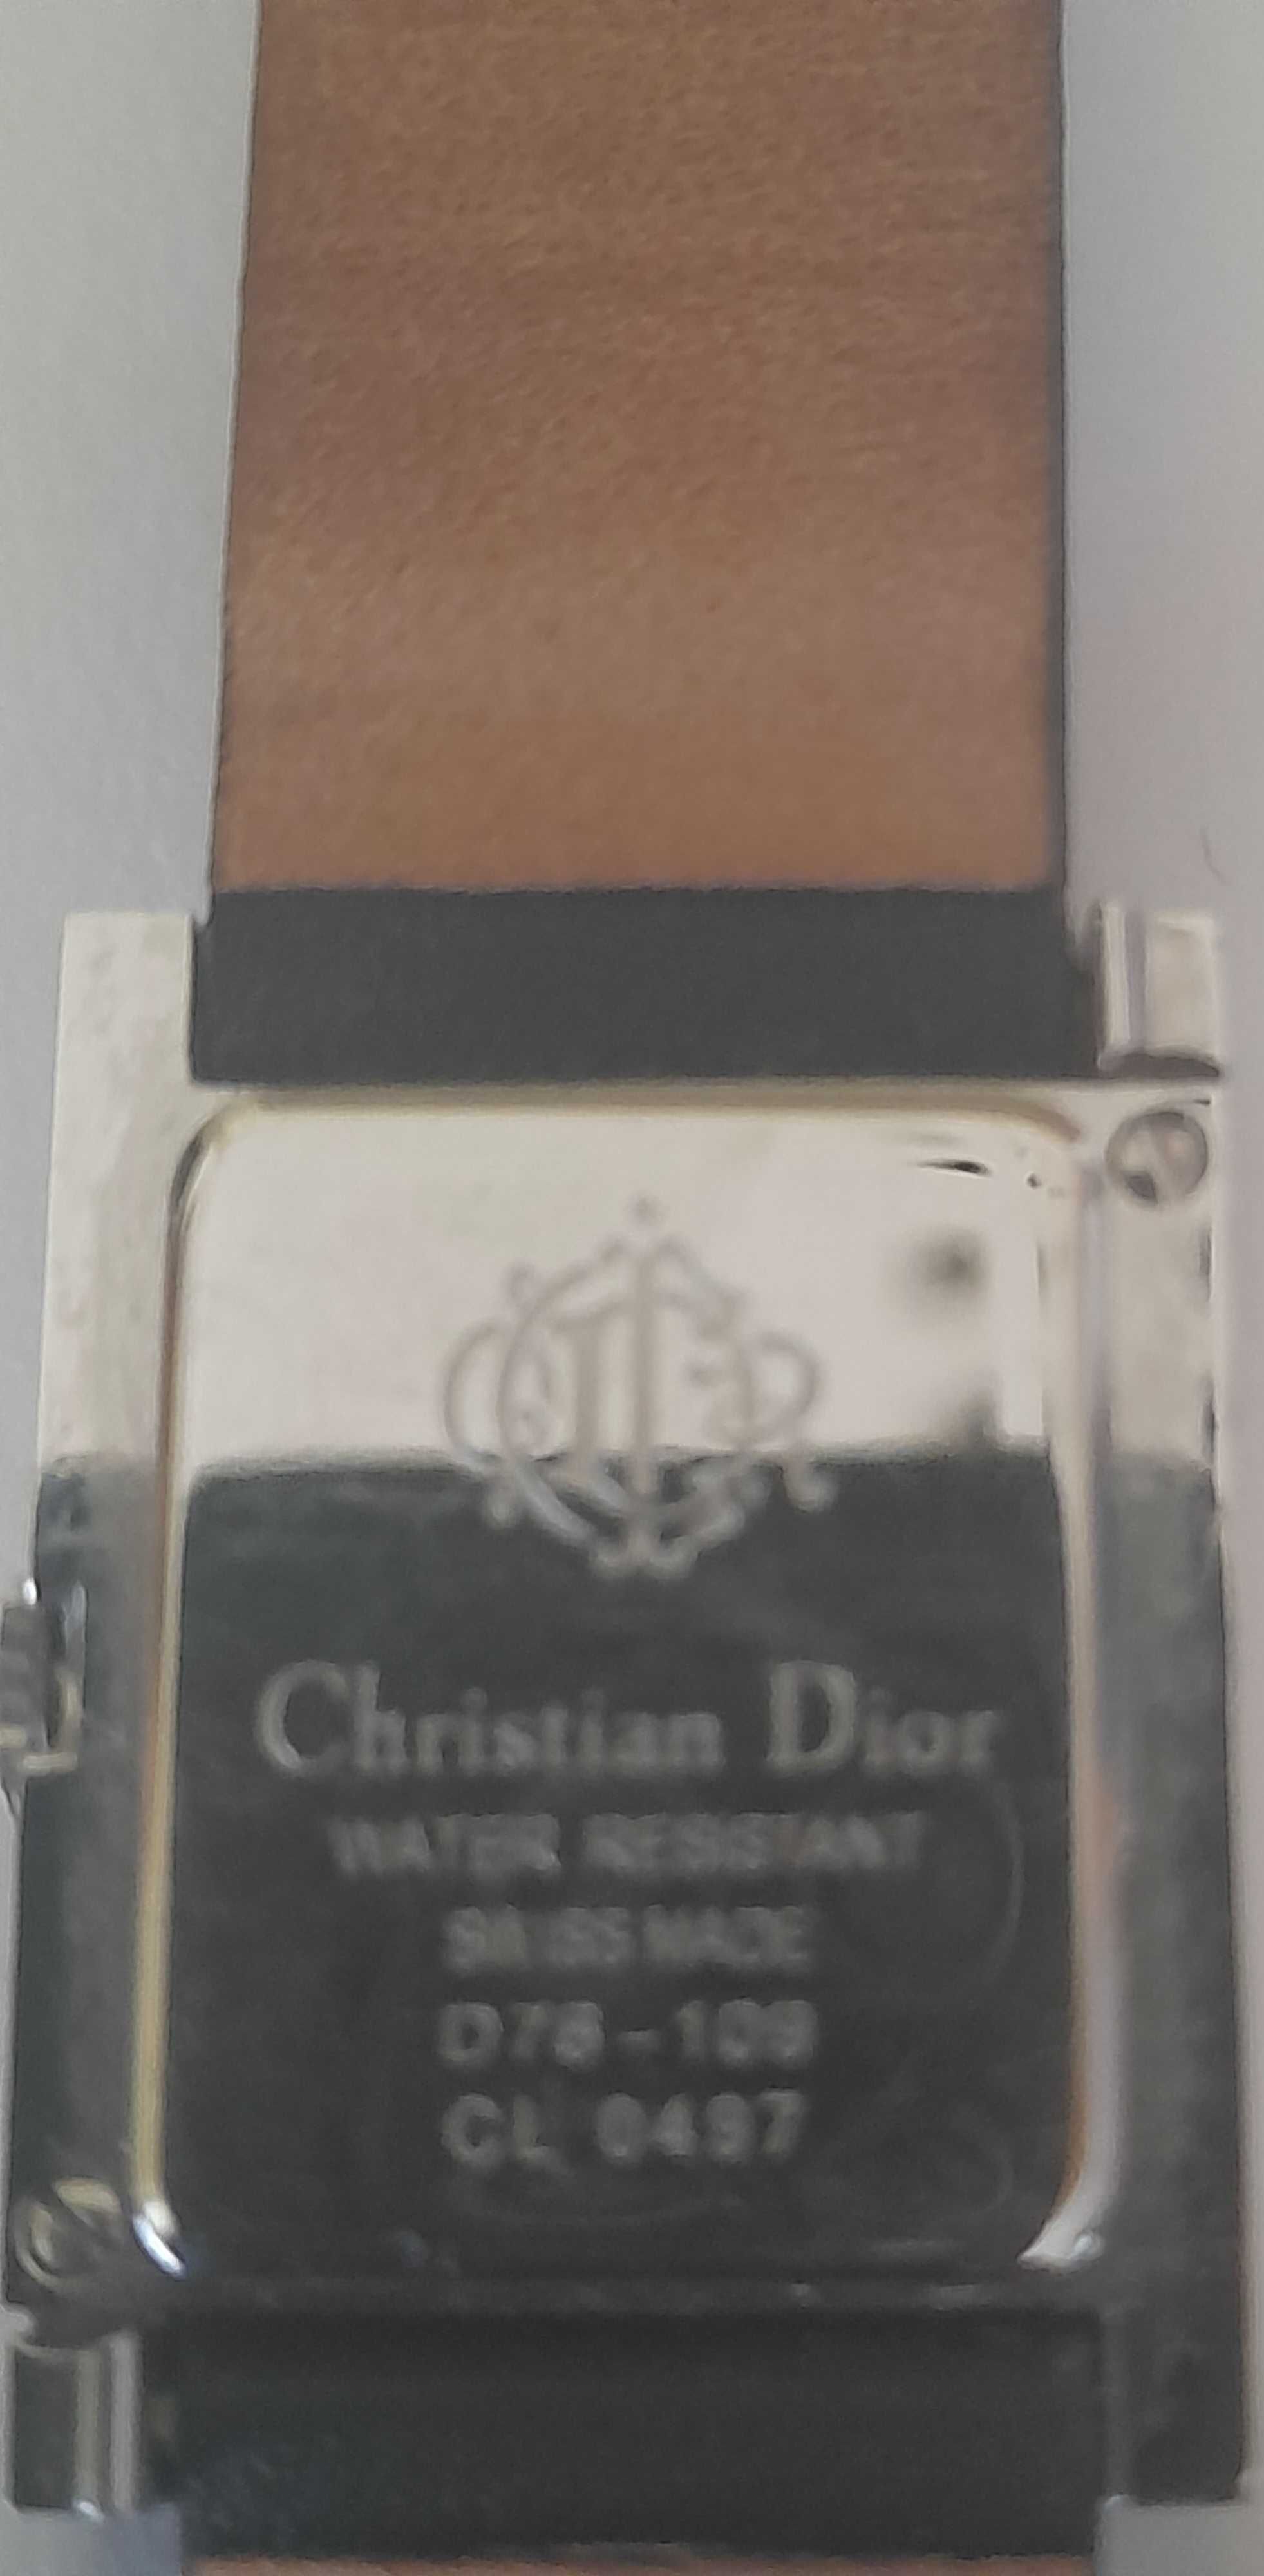 Christian Dior
WATER RESISTANT
SWISS MADE
D78-109
CL 0497